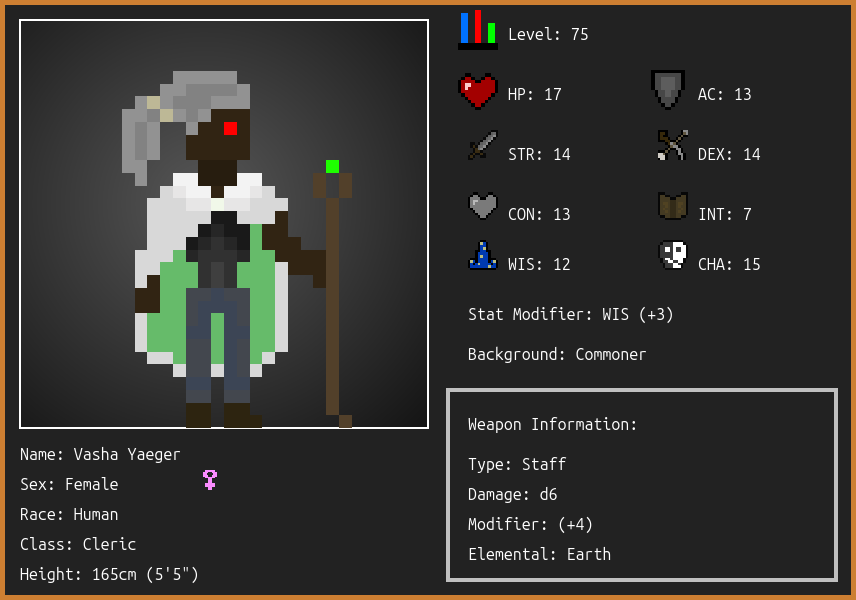 Level: 75
HP: 17
AC: 13
STR: 14
DEX: 14
CON: 13
INT: 7
WIS: 12
CHA: 15
Stat Modifier: WIS (+3)
Background: Commoner
Weapon Information:
Type: Staff
Damage: d6
Modifier: (+4)
Elemental: Earth
Name: Vasha Yaeger
Sex: Female
Race: Human
Class: Cleric
Height: 165cm (5'5")